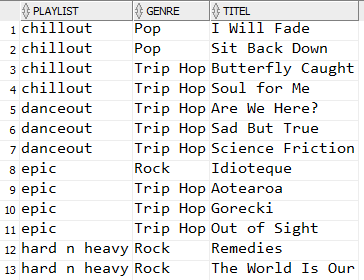 PLAYLIST GENRE TITEL
1 chillout Pop I Will Fade
2 chillout Pop Sit Back Down
3 chillout Trip Hop Butterfly Caught
4 chillout Trip Hop Soul for Me
5 danceout Trip Hop Are We Here?
6 danceout Trip Hop Sad But True
7 danceout Trip Hop Science Friction
8 epic Rock Idioteque
9 epic Trip Hop Aotearoa
10 epic Trip Hop Gorecki
11 epic Trip Hop Out of Sight
12 hard n heavy Rock Remedies
13 hard n heavy Rock The World Is Our